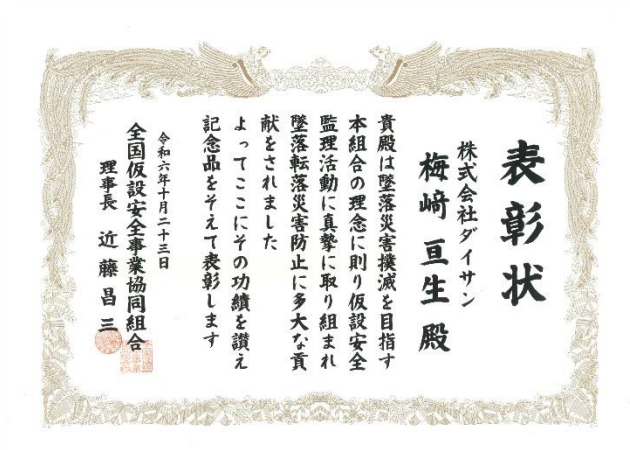 表彰状
株式会社ダイサン
梅﨑亘生殿
貴殿は墜落災害撲滅を目指す
本組合の理念に則り仮設安全
監理活動に真摯に取り組まれ
墜落転落災害防止に多大な貢
献をされました
よってここにその功績を讃え
記念品をそえて表彰します
令和六年十月二十三日
全国仮設安全事業協同組合
理事長 近藤昌三